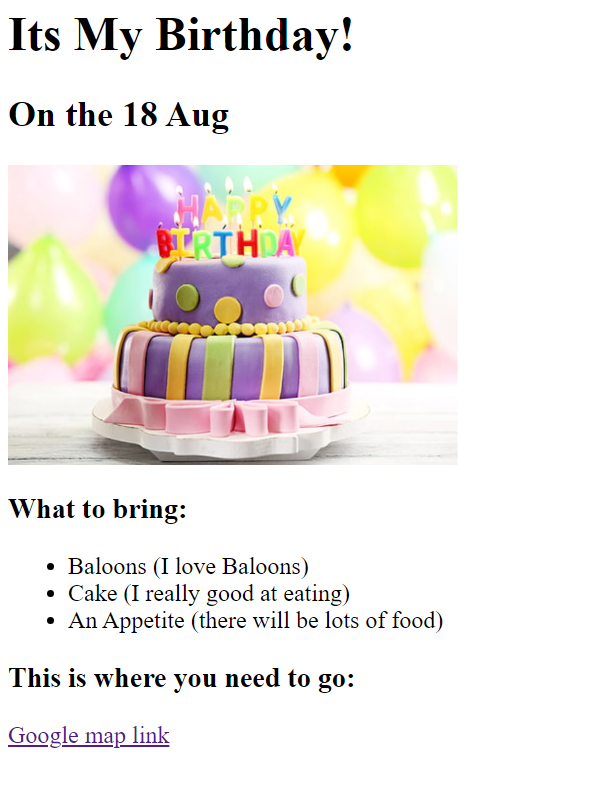 Its My Birthday!
On the 18 Aug
HAPPY
BIRTHDAY
What to bring:
Baloons (I love Baloons)
Cake (I really good at eating)
An Appetite (there will be lots of food)
This is where you need to go:
Google map link